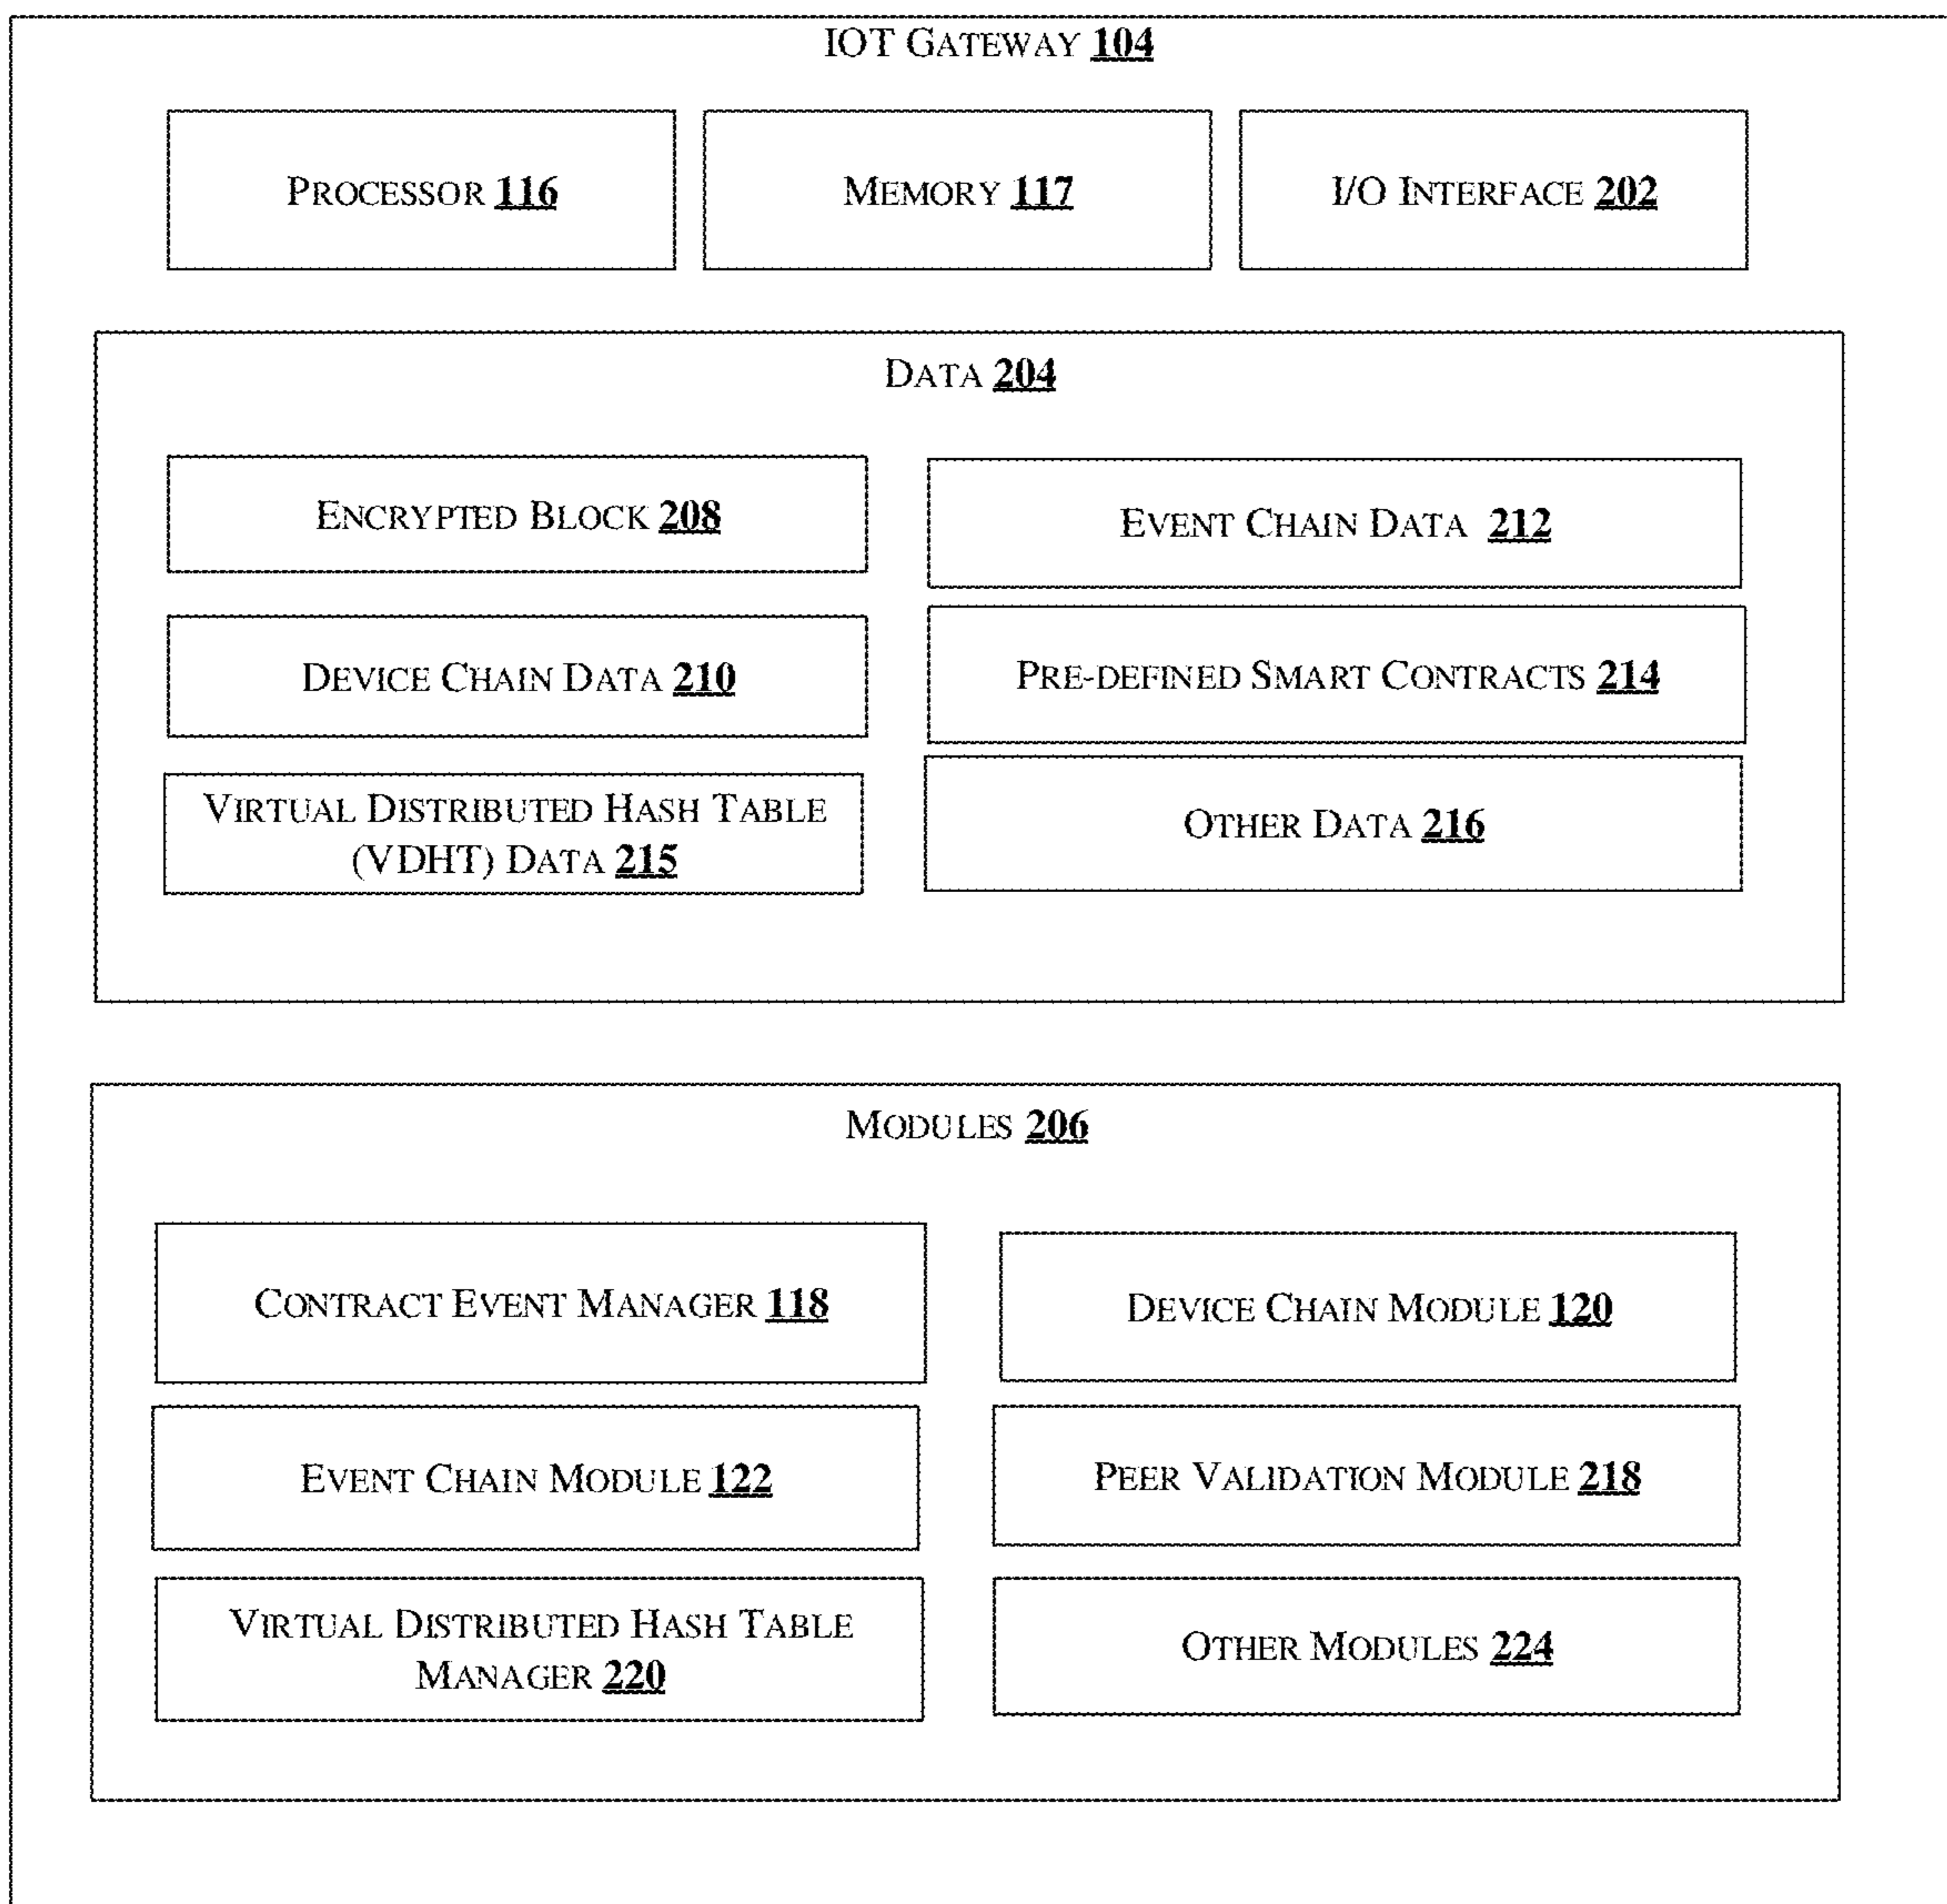 IOT GATEWAY 104
PROCESSOR 116
MEMORY 117
I/O INTERFACE 202
DATA 204
ENCRYPTED BLOCK 208
EVENT CHAIN DATA 212
DEVICE CHAIN DATA 210
PRE-DEFINED SMART CONTRACTS 214
VIRTUAL DISTRIBUTED HASH TABLE
(VDHT) DATA 215
OTHER DATA 216
MODULES 206
CONTRACT EVENT MANAGER 118
DEVICE CHAIN MODULE 120
EVENT CHAIN MODULE 122
PEER VALIDATION MODULE 218
VIRTUAL DISTRIBUTED HASH TABLE
MANAGER 220
OTHER MODULES 224